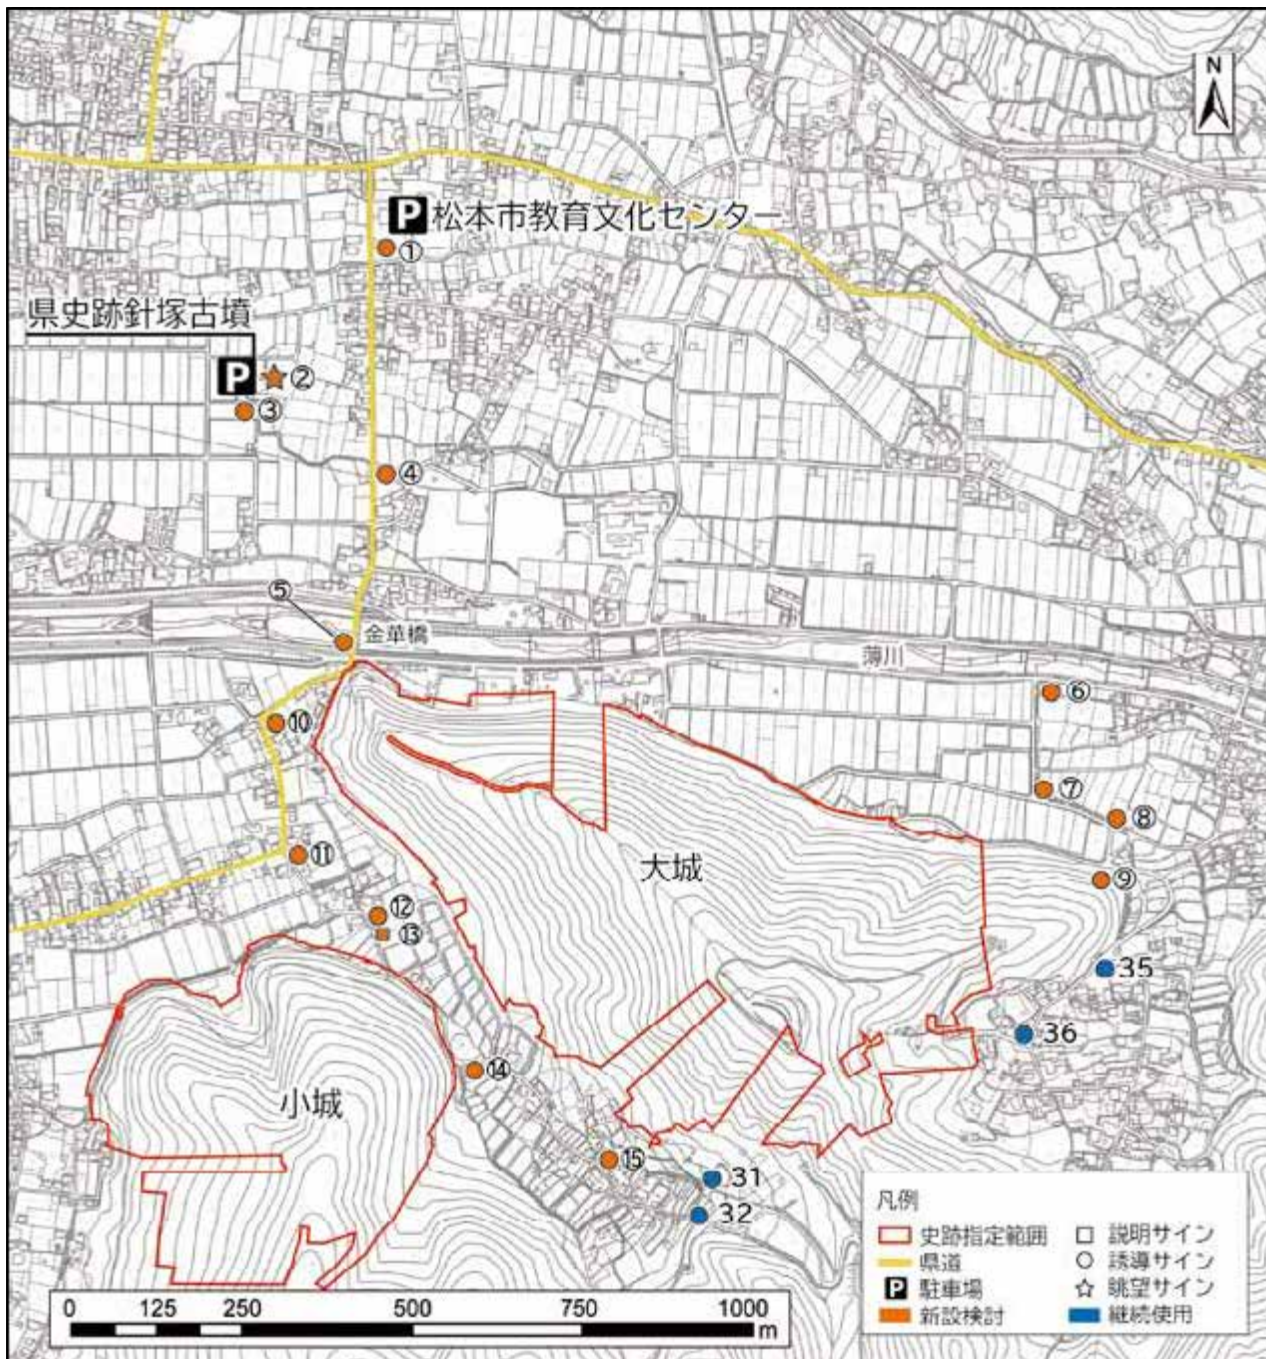 N
P 松本市教育文化センター
①
県史跡針塚古墳
P
②
③
④
⑤
金華橋
薄川
⑥
⑩
⑦
⑧
⑪
大城
⑨
⑫
⑬
35
36
⑭
小城
⑮
31
32
凡例
史跡指定範囲
県道
P 駐車場
新設検討
説明サイン
誘導サイン
眺望サイン
継続使用
0 125 250 500 750 1000
m